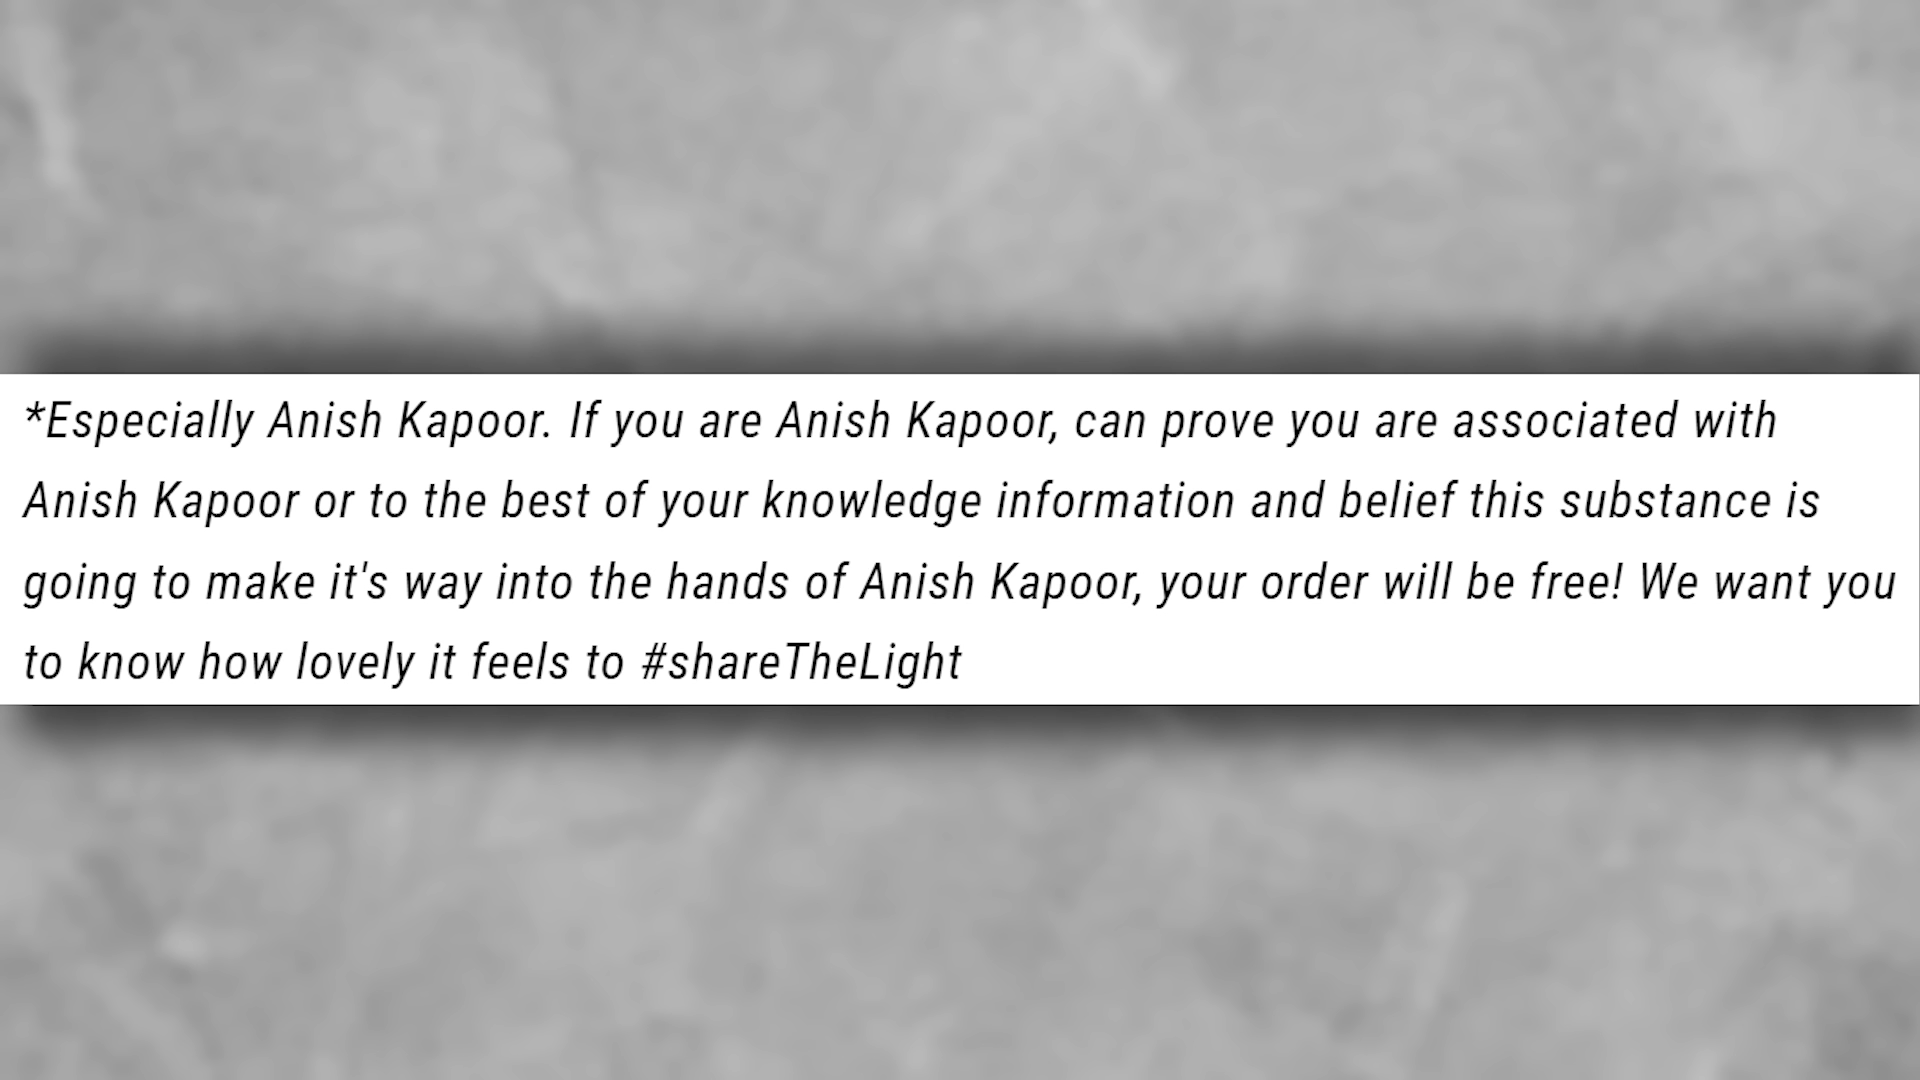 *Especially Anish Kapoor. If you are Anish Kapoor, can prove you are associated with
Anish Kapoor or to the best of your knowledge information and belief this substance is
going to make it's way into the hands of Anish Kapoor, your order will be free! We want you
to know how lovely it feels to #shareTheLight